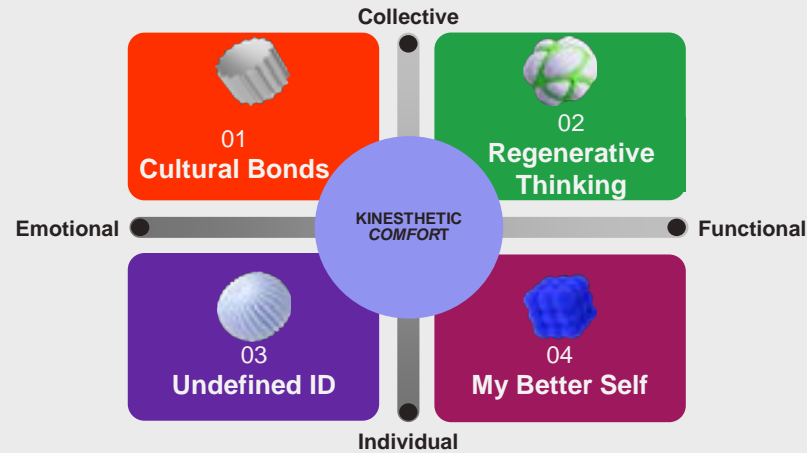 Collective
01
Cultural Bonds
02
Regenerative
Thinking
Emotional
KINESTHETIC
COMFORT
Functional
03
Undefined ID
04
My Better Self
Individual